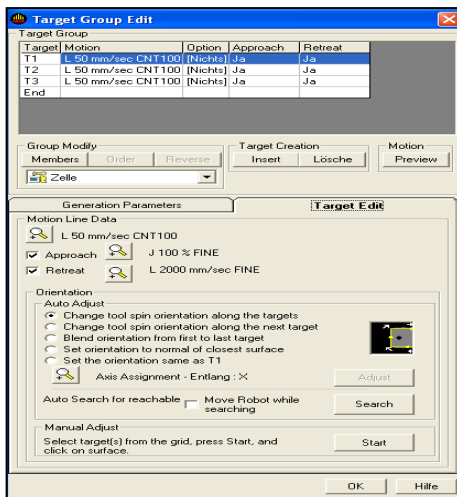 Target Group Edit
Target Group
Target Motion Option Approach Retreat
T1 L 50 mm/sec CNT100 [Nichts] Ja Ja
T2 L 50 mm/sec CNT100 [Nichts] Ja Ja
T3 L 50 mm/sec CNT100 [Nichts] Ja Ja
End
Group Modify Target Creation Motion
Members Order Reverse Insert Lösche Preview
Zelle
Generation Parameters Target Edit
Motion Line Data
L 50 mm/sec CNT100
Approach J 100 % FINE
Retreat L 2000 mm/sec FINE
Orientation
Auto Adjust
Change tool spin orientation along the targets
Change tool spin orientation along the next target
Blend orientation from first to last target
Set orientation to normal of closest surface
Set the orientation same as T1
Axis Assignment - Entlang : X Adjust
Auto Search for reachable Move Robot while searching Search
Manual Adjust
Select target(s) from the grid, press Start, and
click on surface. Start
OK Hilfe